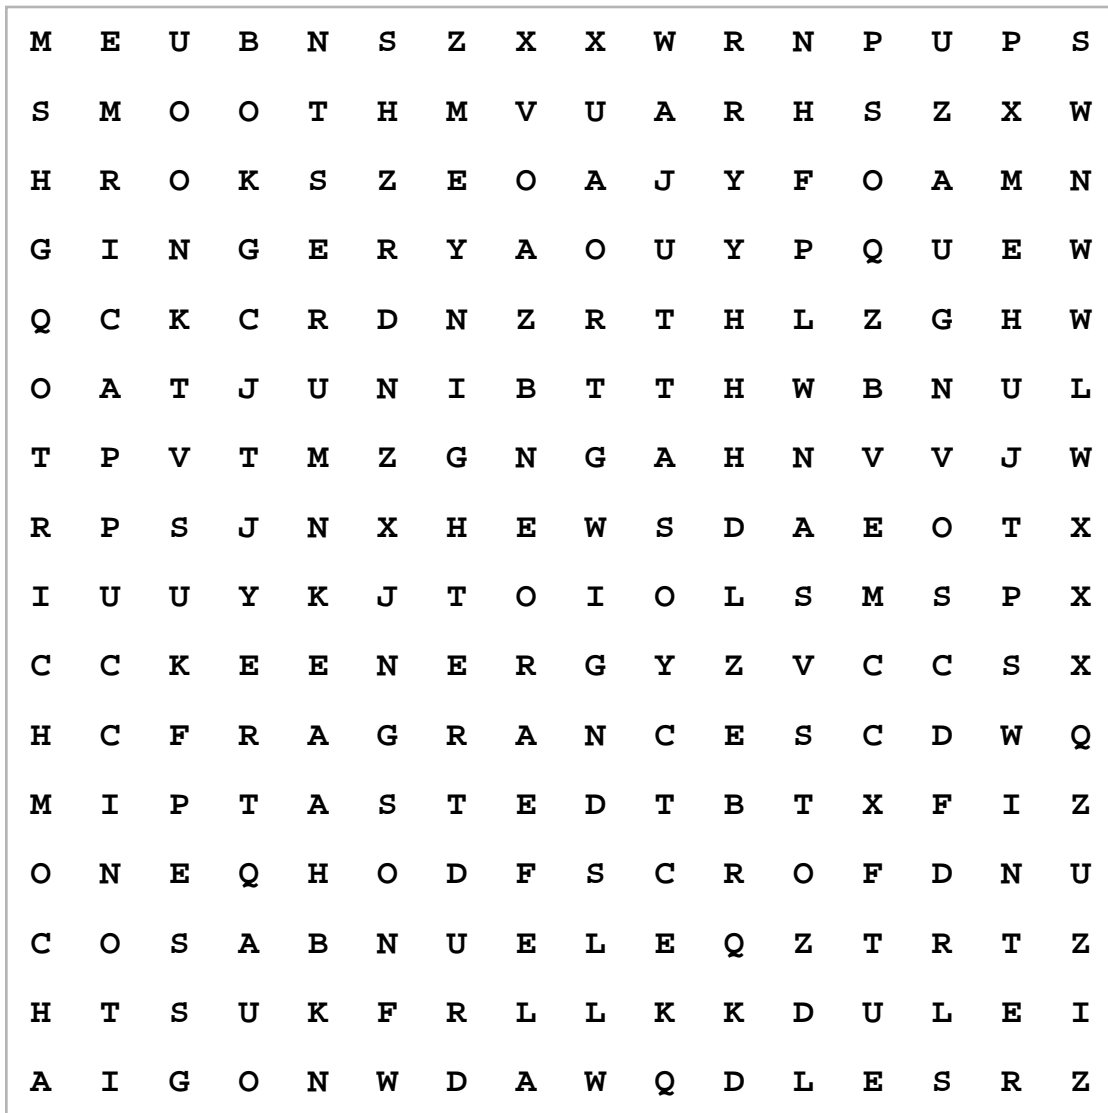 M E U B N S Z X X W R N P U P S
S M O O T H M V U A R H S Z X W
H R O K S Z E O A J Y F O A M N
G I N G E R Y A O U Y P Q U E W
Q C K C R D N Z R T H L Z G H W
O A T J U N I B T T H W B N U L
T P V T M Z G N G A H N V V J W
R P S J N X H E W S D A E O T X
I U U Y K J T O I O L S M S P X
C C K E E N E R G Y Z V C C S X
H C F R A G R A N C E S C D W Q
M I P T A S T E D T B T X F I Z
O N E Q H O D F S C R O F D N U
C O S A B N U E L E Q Z T R T Z
H T S U K F R L L K K D U L E I
A I G O N W D A W Q D L E S R Z